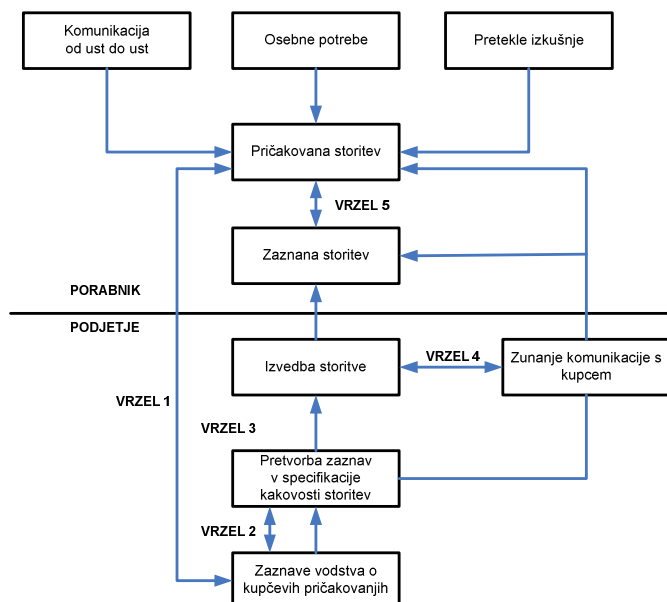 Komunikacija
od ust do ust
Osebne potrebe
Pretekle izkušnje
Pričakovana storitev
VRZEL 5
Zaznana storitev
PORABNIK
PODJETJE
Izvedba storitve
VRZEL 4
Zunanje komunikacije s
kupcem
VRZEL 1
VRZEL 3
Pretvorba zaznav
v specifikacije
kakovosti storitev
VRZEL 2
Zaznave vodstva o
kupčevih pričakovanjih